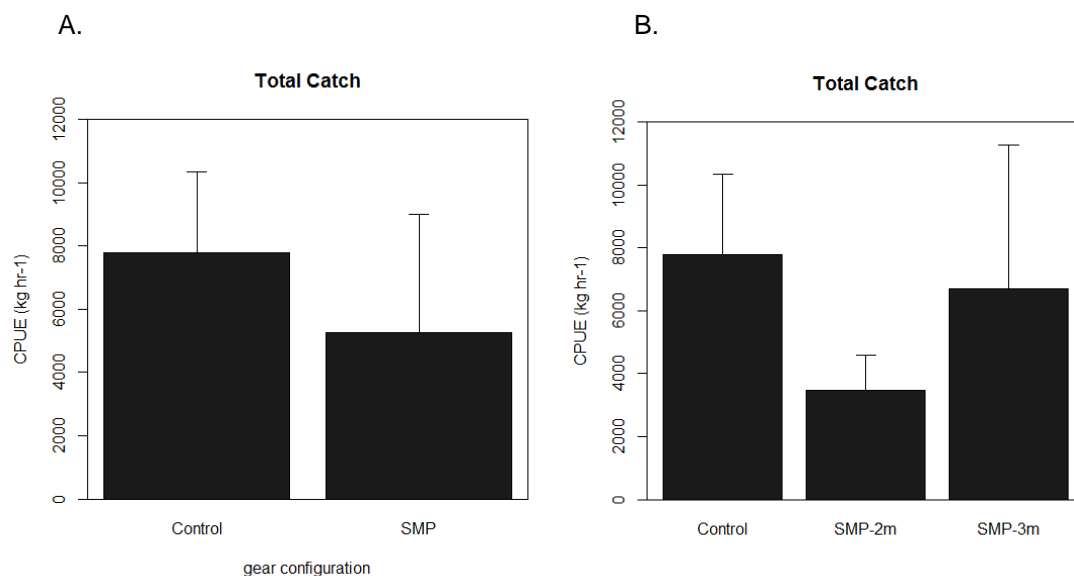 A.
Total Catch
CPUE (kg hr-1)
12000
10000
8000
6000
4000
2000
0
Control SMP
gear configuration
B.
Total Catch
CPUE (kg hr-1)
12000
10000
8000
6000
4000
2000
0
Control SMP-2m SMP-3m